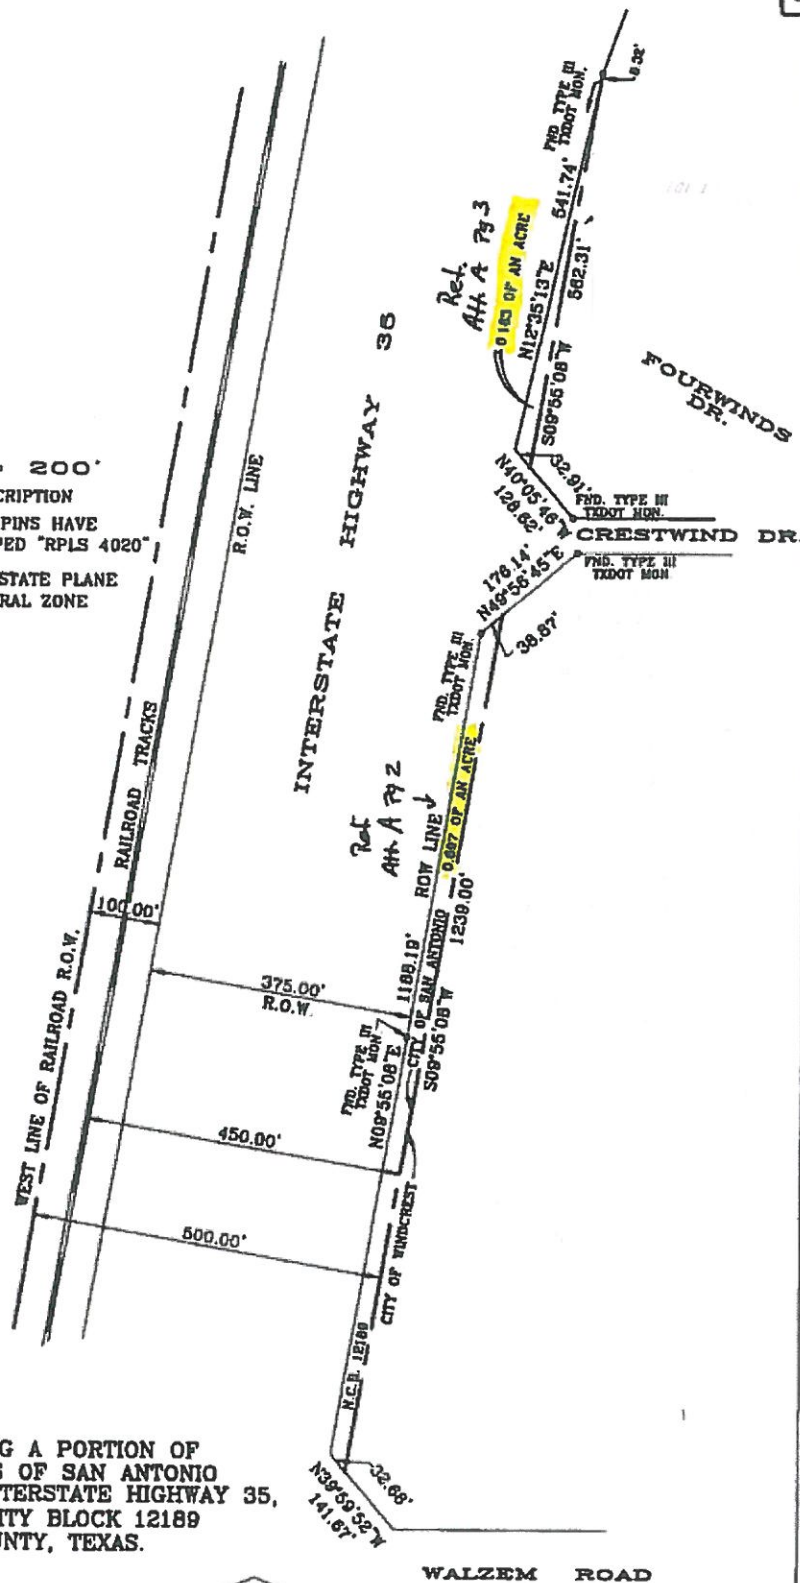 8.32'
FND. TYPE III
TXDOT MON.
541.74'
562.31'
Ref.
Att A Pg 3
0.163 OF AN ACRE
N12°35'13"E
S09°55'08"W
INTERSTATE HIGHWAY 35
FOURWINDS
DR.
200'
CRIPTION
PINS HAVE
PED "RPLS 4020"
STATE PLANE
RAL ZONE
R.O.W. LINE
32.91'
N40°05'46"W
128.62'
FND. TYPE III
TXDOT MON.
CRESTWIND DR.
FND. TYPE III
TXDOT MON
176.14'
N49°56'45"E
38.87'
FND. TYPE III
TXDOT MON.
RAILROAD TRACKS
Ref
Att A Pg 2
ROW LINE
0.887 OF AN ACRE
100.00'
1239.00'
1188.19'
CITY OF SAN ANTONIO
S09°55'08"W
375.00'
R.O.W.
WEST LINE OF RAILROAD R.O.W.
FND. TYPE III
TXDOT MON.
N09°55'08"E
450.00'
500.00'
CITY OF WINDCREST
N.C.B. 12189
G A PORTION OF
S OF SAN ANTONIO
TERSTATE HIGHWAY 35,
ITY BLOCK 12189
UNTY, TEXAS.
32.68'
N39°59'52"W
141.67'
WALZEM ROAD